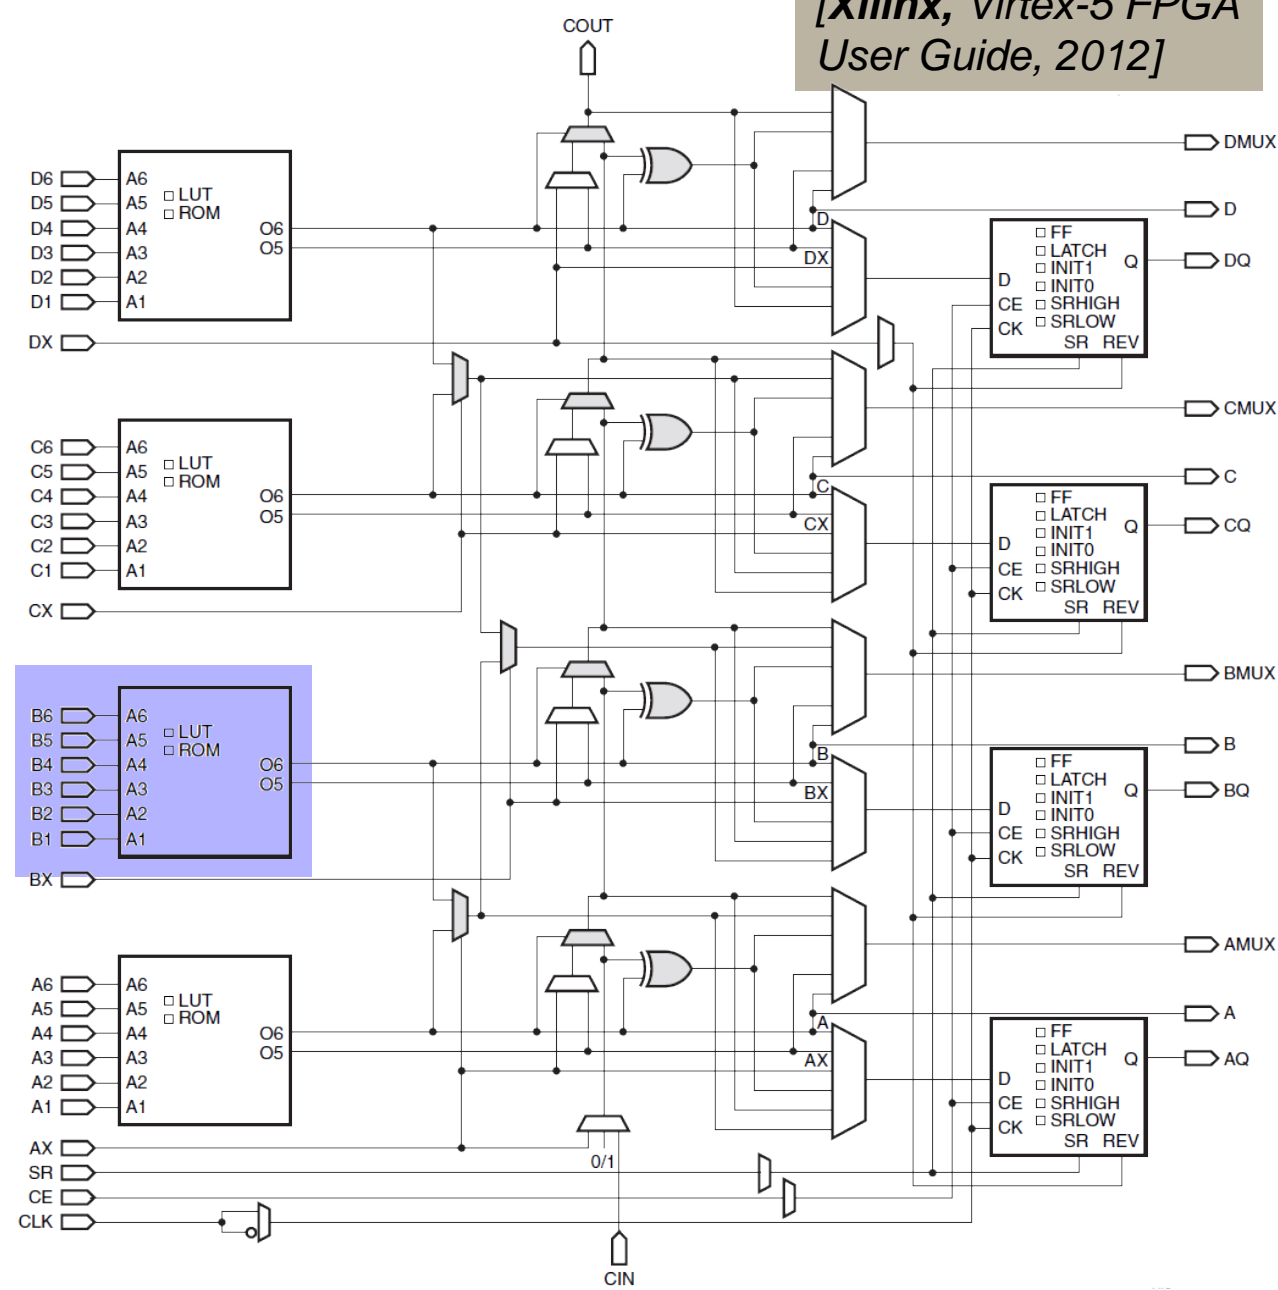 [Xilinx, Virtex-5 FPGA
User Guide, 2012]
COUT
DMUX
D6 A6
D5 A5
D4 A4
D3 A3
D2 A2
D1 A1
□ LUT
□ ROM
O6
O5
DX
D
DX
D
□ FF
□ LATCH
□ INIT1
□ INIT0
□ SRHIGH
□ SRLOW
D
CE
CK
Q
SR REV
DQ
CMUX
C6 A6
C5 A5
C4 A4
C3 A3
C2 A2
C1 A1
□ LUT
□ ROM
O6
O5
CX
C
CX
C
□ FF
□ LATCH
□ INIT1
□ INIT0
□ SRHIGH
□ SRLOW
D
CE
CK
Q
SR REV
CQ
BMUX
B6 A6
B5 A5
B4 A4
B3 A3
B2 A2
B1 A1
□ LUT
□ ROM
O6
O5
BX
B
BX
B
□ FF
□ LATCH
□ INIT1
□ INIT0
□ SRHIGH
□ SRLOW
D
CE
CK
Q
SR REV
BQ
AMUX
A6 A6
A5 A5
A4 A4
A3 A3
A2 A2
A1 A1
□ LUT
□ ROM
O6
O5
A
AX
A
□ FF
□ LATCH
□ INIT1
□ INIT0
□ SRHIGH
□ SRLOW
D
CE
CK
Q
SR REV
AQ
AX
SR
CE
CLK
0/1
CIN